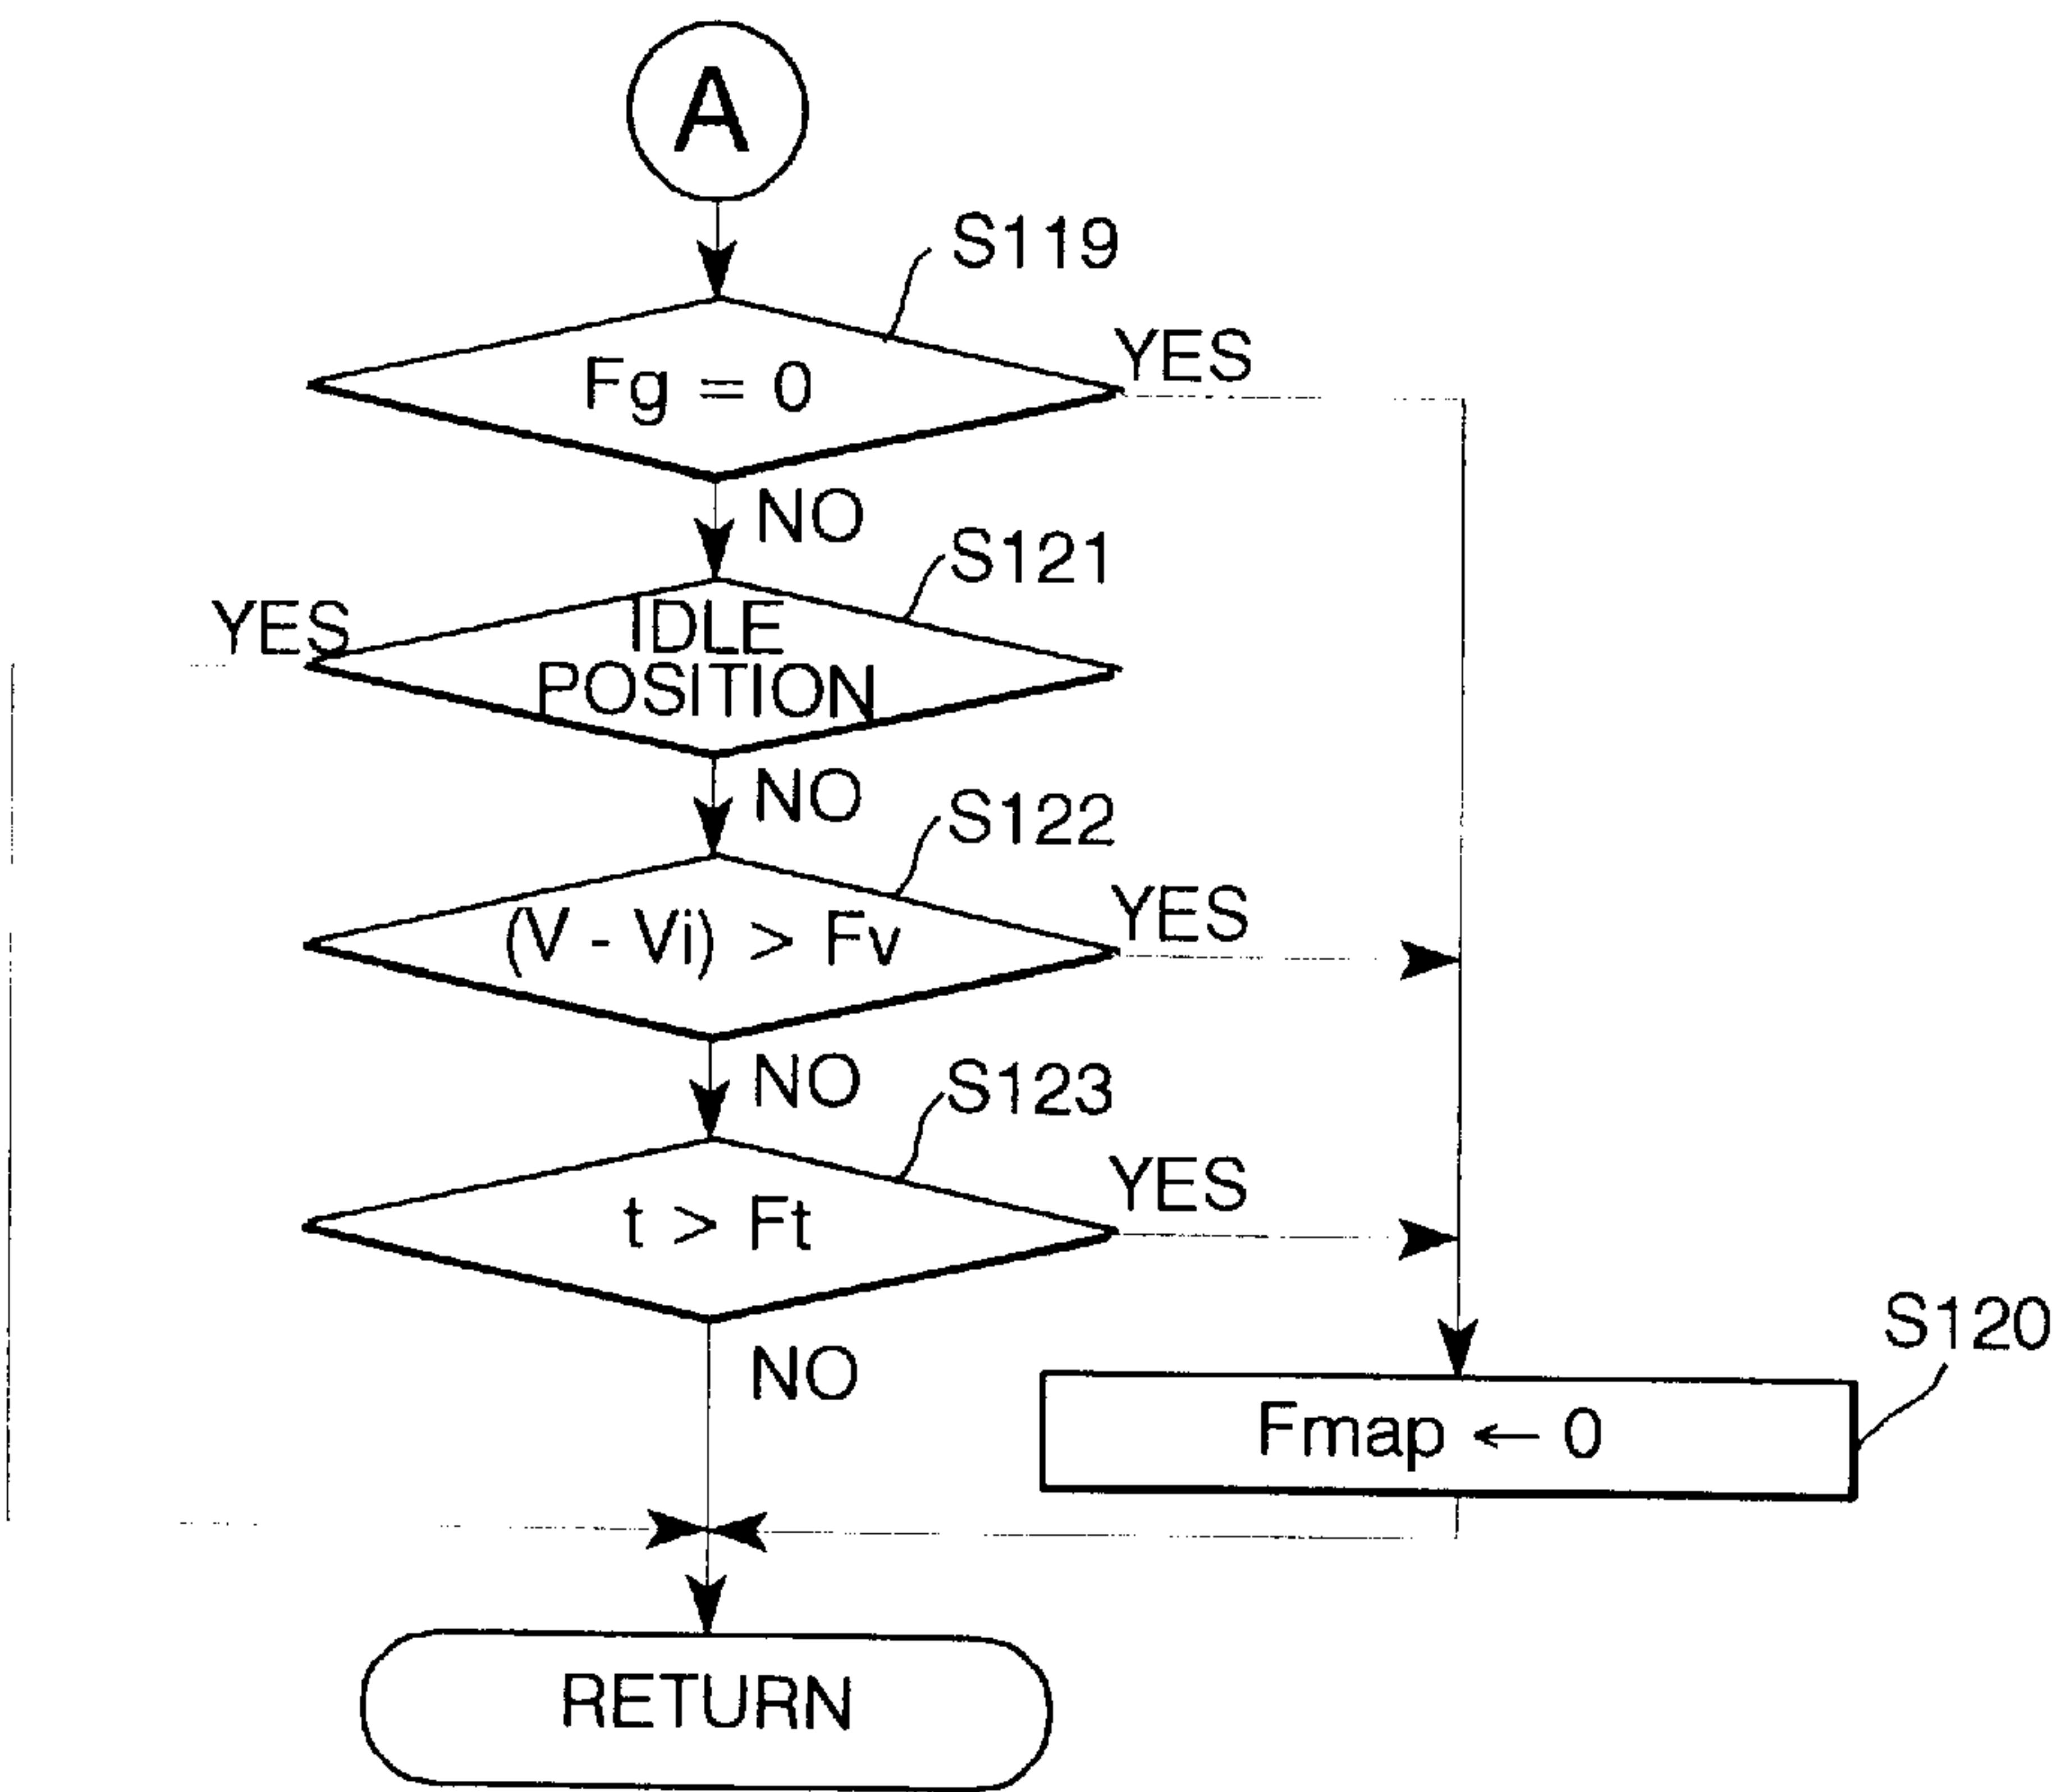 A
S119
Fg = 0
YES
NO
S121
YES
IDLE
POSITION
NO
S122
(V - Vi) > Fv
YES
NO
S123
t > Ft
YES
NO
S120
Fmap ← 0
RETURN